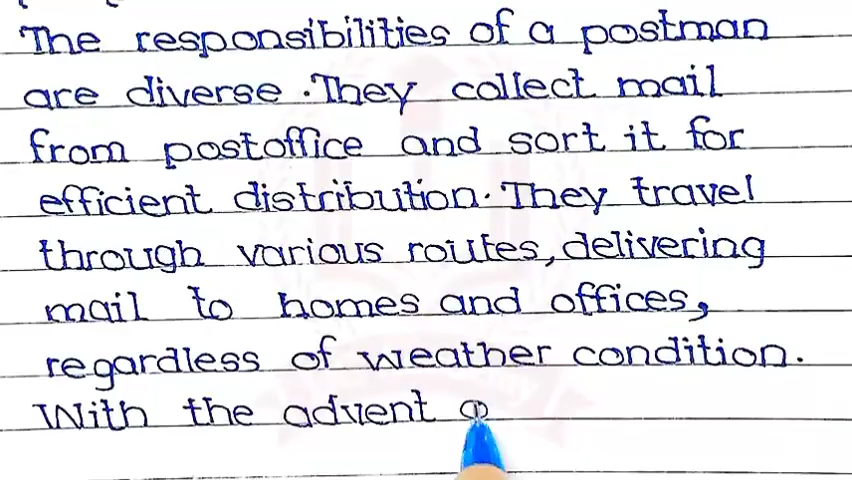 The responsibilities of a postman
are diverse. They collect mail
from postoffice and sort it for
efficient distribution. They travel
through various routes, delivering
mail to homes and offices,
regardless of weather condition.
With the advent o